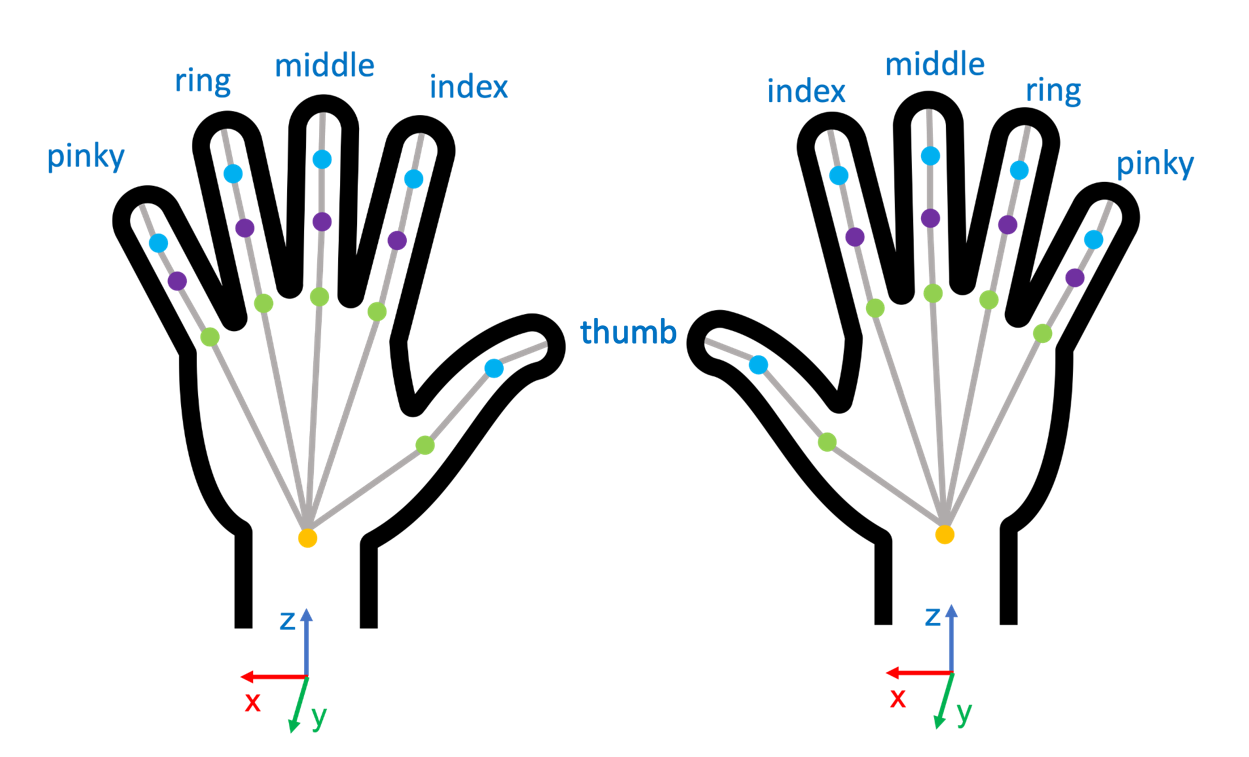 pinky
ring
middle
index
thumb
index
middle
ring
pinky
z
x
y
z
x
y